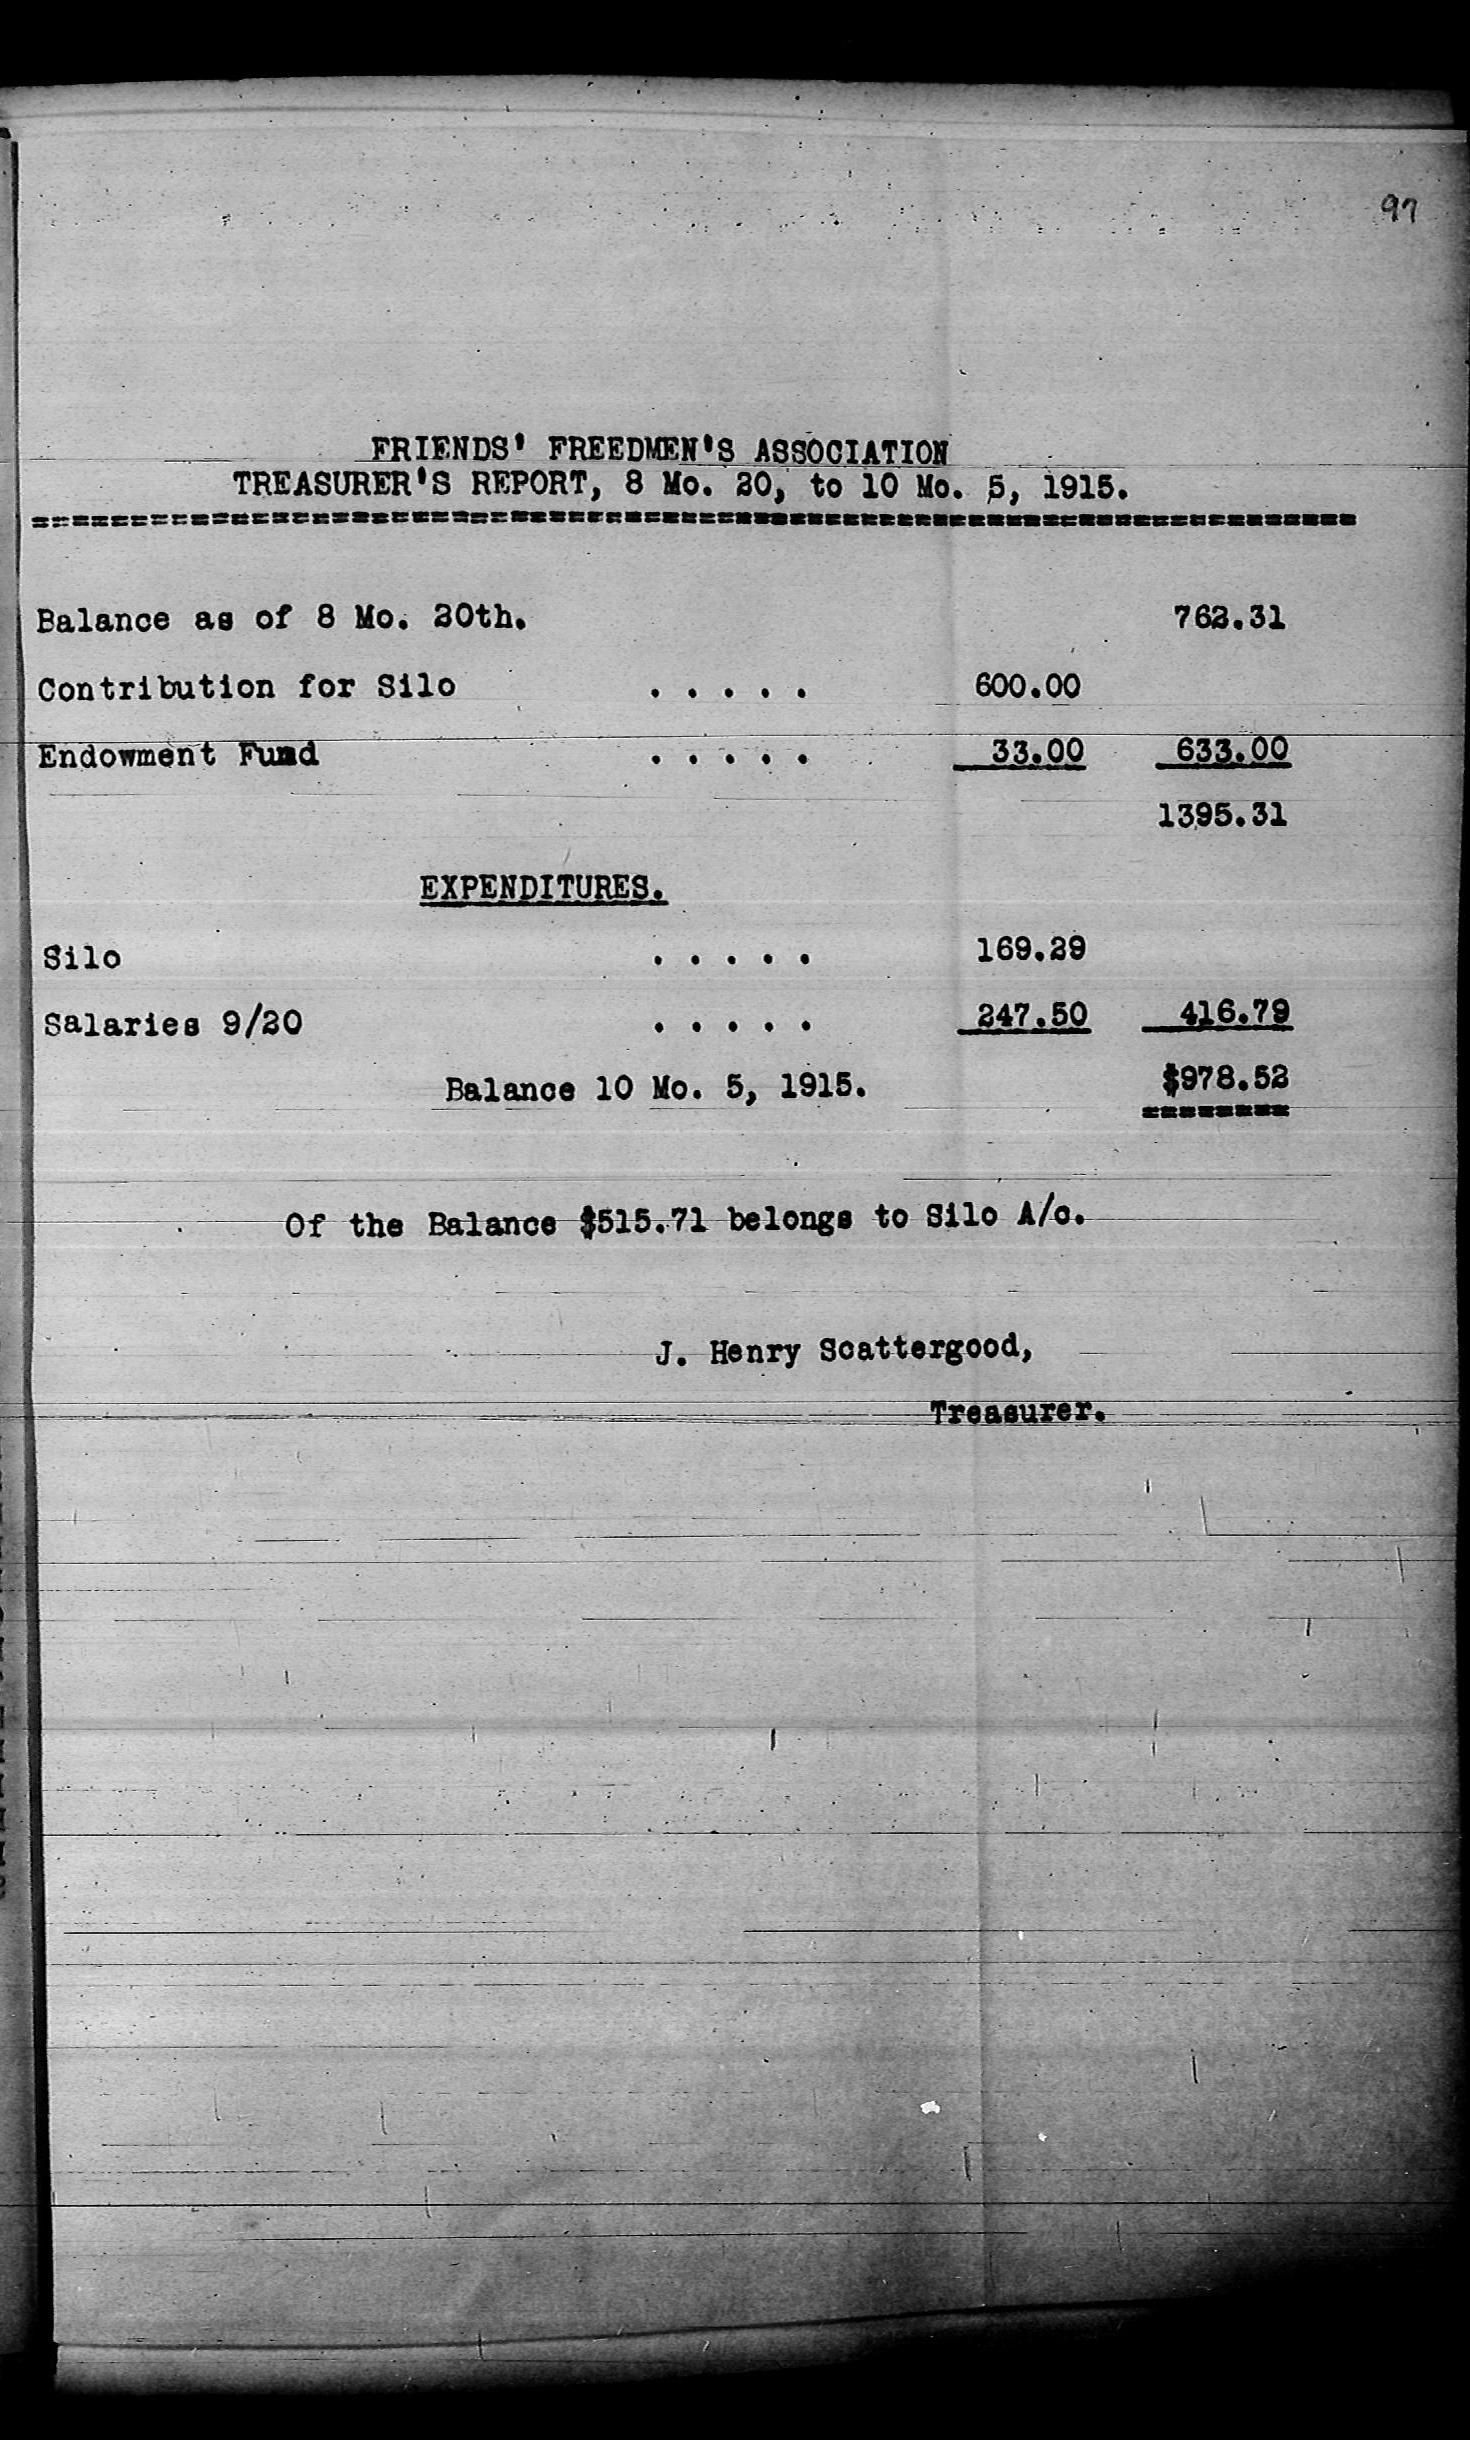 97
FRIENDS' FREEDMEN'S ASSOCIATION
TREASURER'S REPORT, 8 Mo. 20, to 10 Mo. 5, 1915.
Balance as of 8 Mo. 20th. 762.31
Contribution for Silo . . . . . 600.00
Endowment Fund . . . . . 33.00 633.00
1395.31
EXPENDITURES.
Silo . . . . . 169.29
Salaries 9/20 . . . . . 247.50 416.79
Balance 10 Mo. 5, 1915. $978.52
Of the Balance $515.71 belongs to Silo A/c.
J. Henry Scattergood,
Treasurer.